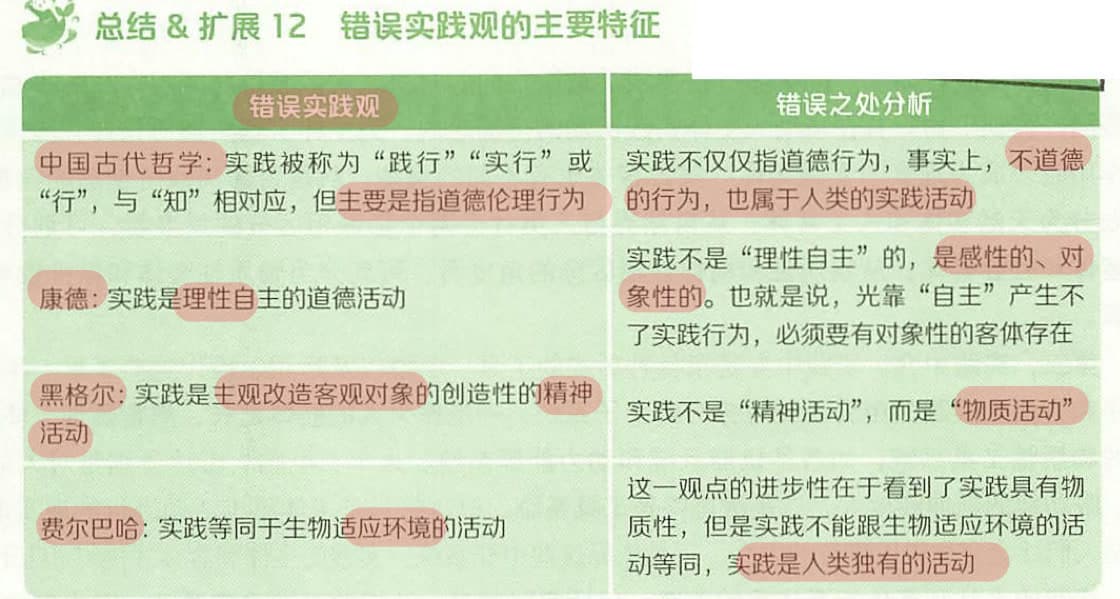 总结 & 扩展 12 错误实践观的主要特征
错误实践观
错误之处分析
中国古代哲学：实践被称为“践行”“实行”或
“行”，与“知”相对应，但主要是指道德伦理行为
实践不仅仅指道德行为，事实上，不道德
的行为，也属于人类的实践活动
康德：实践是理性自主的道德活动
实践不是“理性自主”的，是感性的、对
象性的。也就是说，光靠“自主”产生不
了实践行为，必须要有对象性的客体存在
黑格尔：实践是主观改造客观对象的创造性的精神
活动
实践不是“精神活动”，而是“物质活动”
费尔巴哈：实践等同于生物适应环境的活动
这一观点的进步性在于看到了实践具有物
质性，但是实践不能跟生物适应环境的活
动等同，实践是人类独有的活动